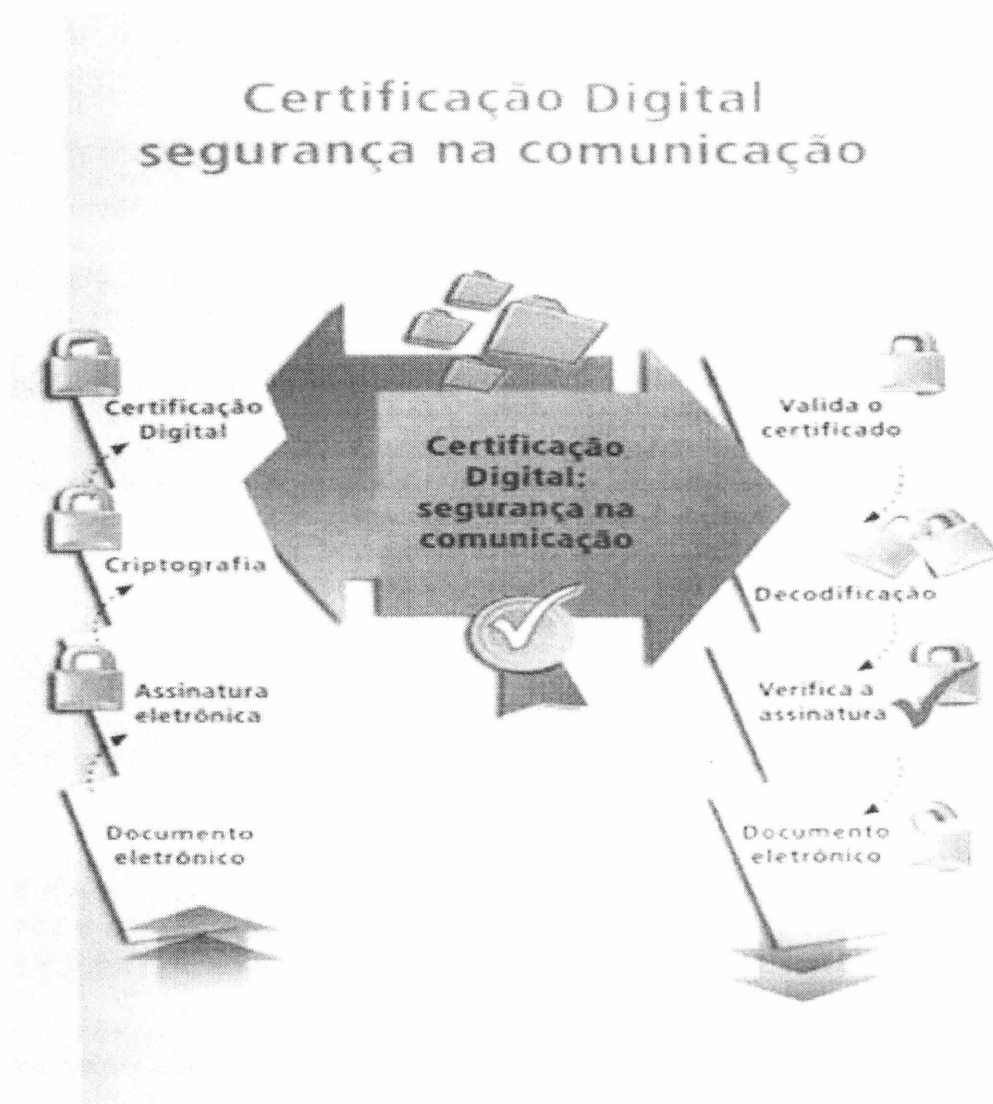 Certificação Digital
segurança na comunicação
Certificação
Digital
Criptografia
Assinatura
eletrônica
Documento
eletrônico
Certificação
Digital:
segurança na
comunicação
Valida o
certificado
Decodificação
Verifica a
assinatura
Documento
eletrônico